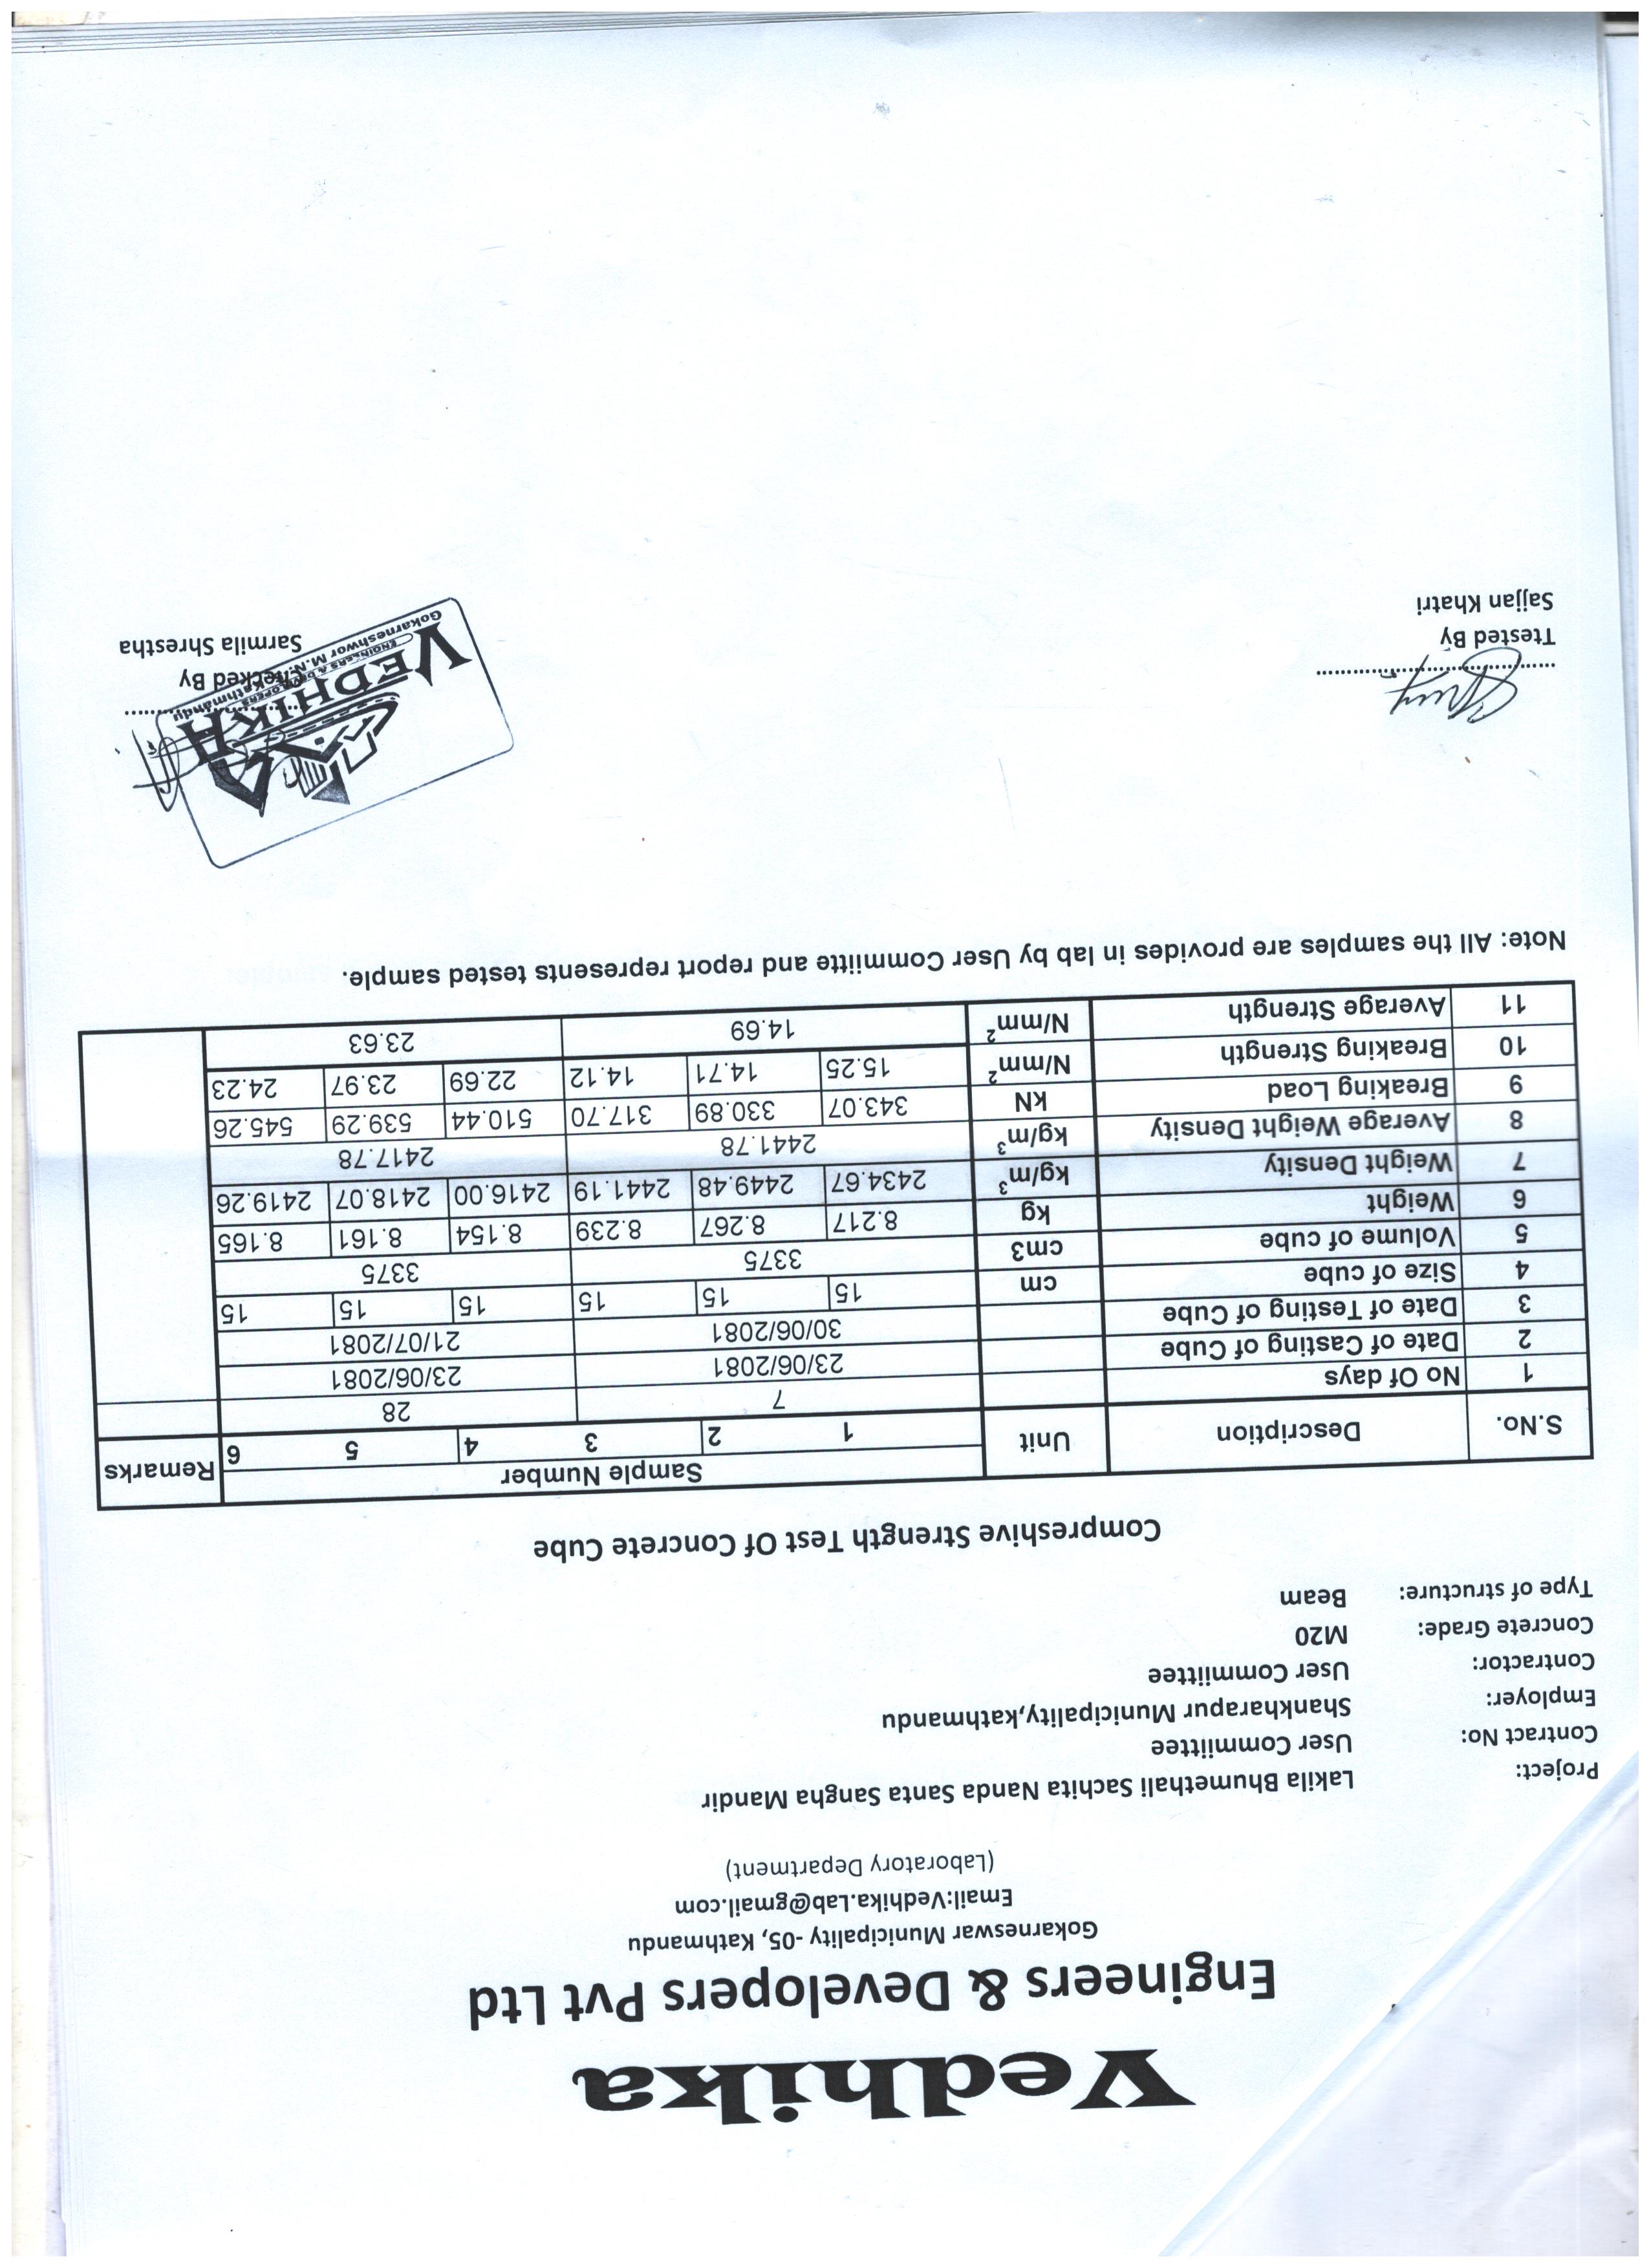 Vedhika
Engineers & Developers Pvt Ltd
Gokarneswar Municipality -05, Kathmandu
Email:Vedhika.Lab@gmail.com
(Laboratory Department)
Project: Lakila Bhumethali Sachita Nanda Santa Sangha Mandir
Contract No: User Commiittee
Employer: Shankharapur Municipality,kathmandu
Contractor: User Commiittee
Concrete Grade: M20
Type of structure: Beam
Compreshive Strength Test Of Concrete Cube
S.No. Description Unit Sample Number Remarks
1 2 3 4 5 6
1 No Of days 7 28
2 Date of Casting of Cube 23/06/2081 23/06/2081
3 Date of Testing of Cube 30/06/2081 21/07/2081
4 Size of cube cm 15 15 15 15 15 15
5 Volume of cube cm3 3375 3375
6 Weight kg 8.217 8.267 8.239 8.154 8.161 8.165
7 Weight Density kg/m³ 2434.67 2449.48 2441.19 2416.00 2418.07 2419.26
8 Average Weight Density kg/m³ 2441.78 2417.78
9 Breaking Load kN 343.07 330.89 317.70 510.44 539.29 545.26
10 Breaking Strength N/mm² 15.25 14.71 14.12 22.69 23.97 24.23
11 Average Strength N/mm² 14.69 23.63
Note: All the samples are provides in lab by User Commiitte and report represents tested sample.
Ttested By
Sajjan Khatri
VEDHIKA
ENGINEERS & DEVELOPERS
Gokarneshwor M.N. Kathmandu
Checked By
Sarmila Shrestha